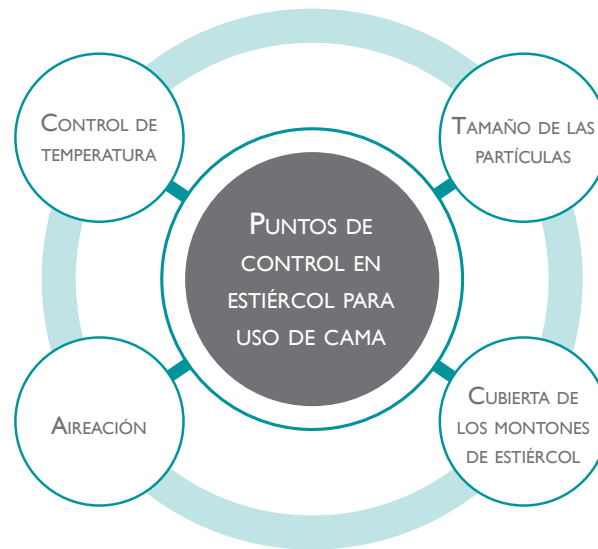 Control de
temperatura
Tamaño de las
partículas
Puntos de
control en
estiércol para
uso de cama
Aireación
Cubierta de
los montones
de estiércol